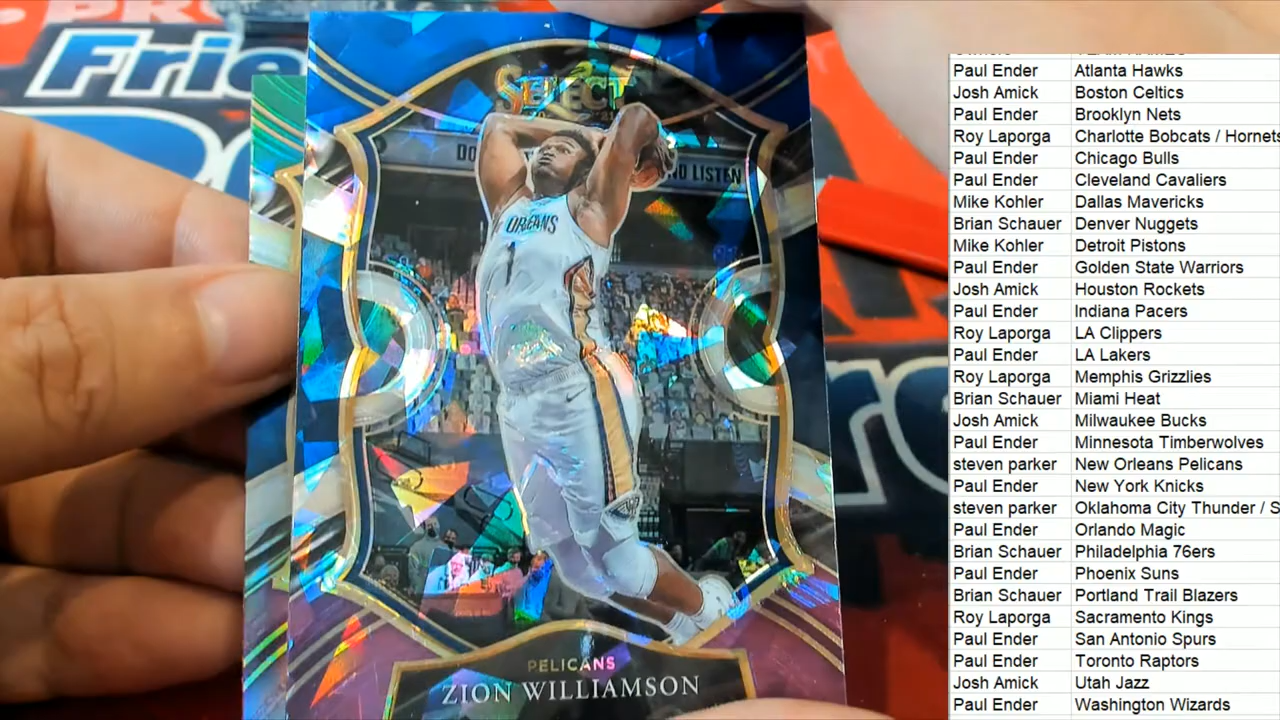 Frie
SELECT
DO
ND LISTEN
ORLEANS
1
PELICANS
ZION WILLIAMSON
Paul Ender Atlanta Hawks
Josh Amick Boston Celtics
Paul Ender Brooklyn Nets
Roy Laporga Charlotte Bobcats / Hornets
Paul Ender Chicago Bulls
Paul Ender Cleveland Cavaliers
Mike Kohler Dallas Mavericks
Brian Schauer Denver Nuggets
Mike Kohler Detroit Pistons
Paul Ender Golden State Warriors
Josh Amick Houston Rockets
Paul Ender Indiana Pacers
Roy Laporga LA Clippers
Paul Ender LA Lakers
Roy Laporga Memphis Grizzlies
Brian Schauer Miami Heat
Josh Amick Milwaukee Bucks
Paul Ender Minnesota Timberwolves
steven parker New Orleans Pelicans
Paul Ender New York Knicks
steven parker Oklahoma City Thunder / S
Paul Ender Orlando Magic
Brian Schauer Philadelphia 76ers
Paul Ender Phoenix Suns
Brian Schauer Portland Trail Blazers
Roy Laporga Sacramento Kings
Paul Ender San Antonio Spurs
Paul Ender Toronto Raptors
Josh Amick Utah Jazz
Paul Ender Washington Wizards